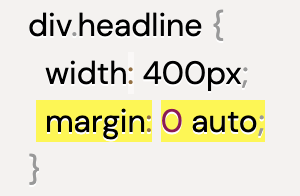 div.headline {
width: 400px;
margin: 0 auto;
}